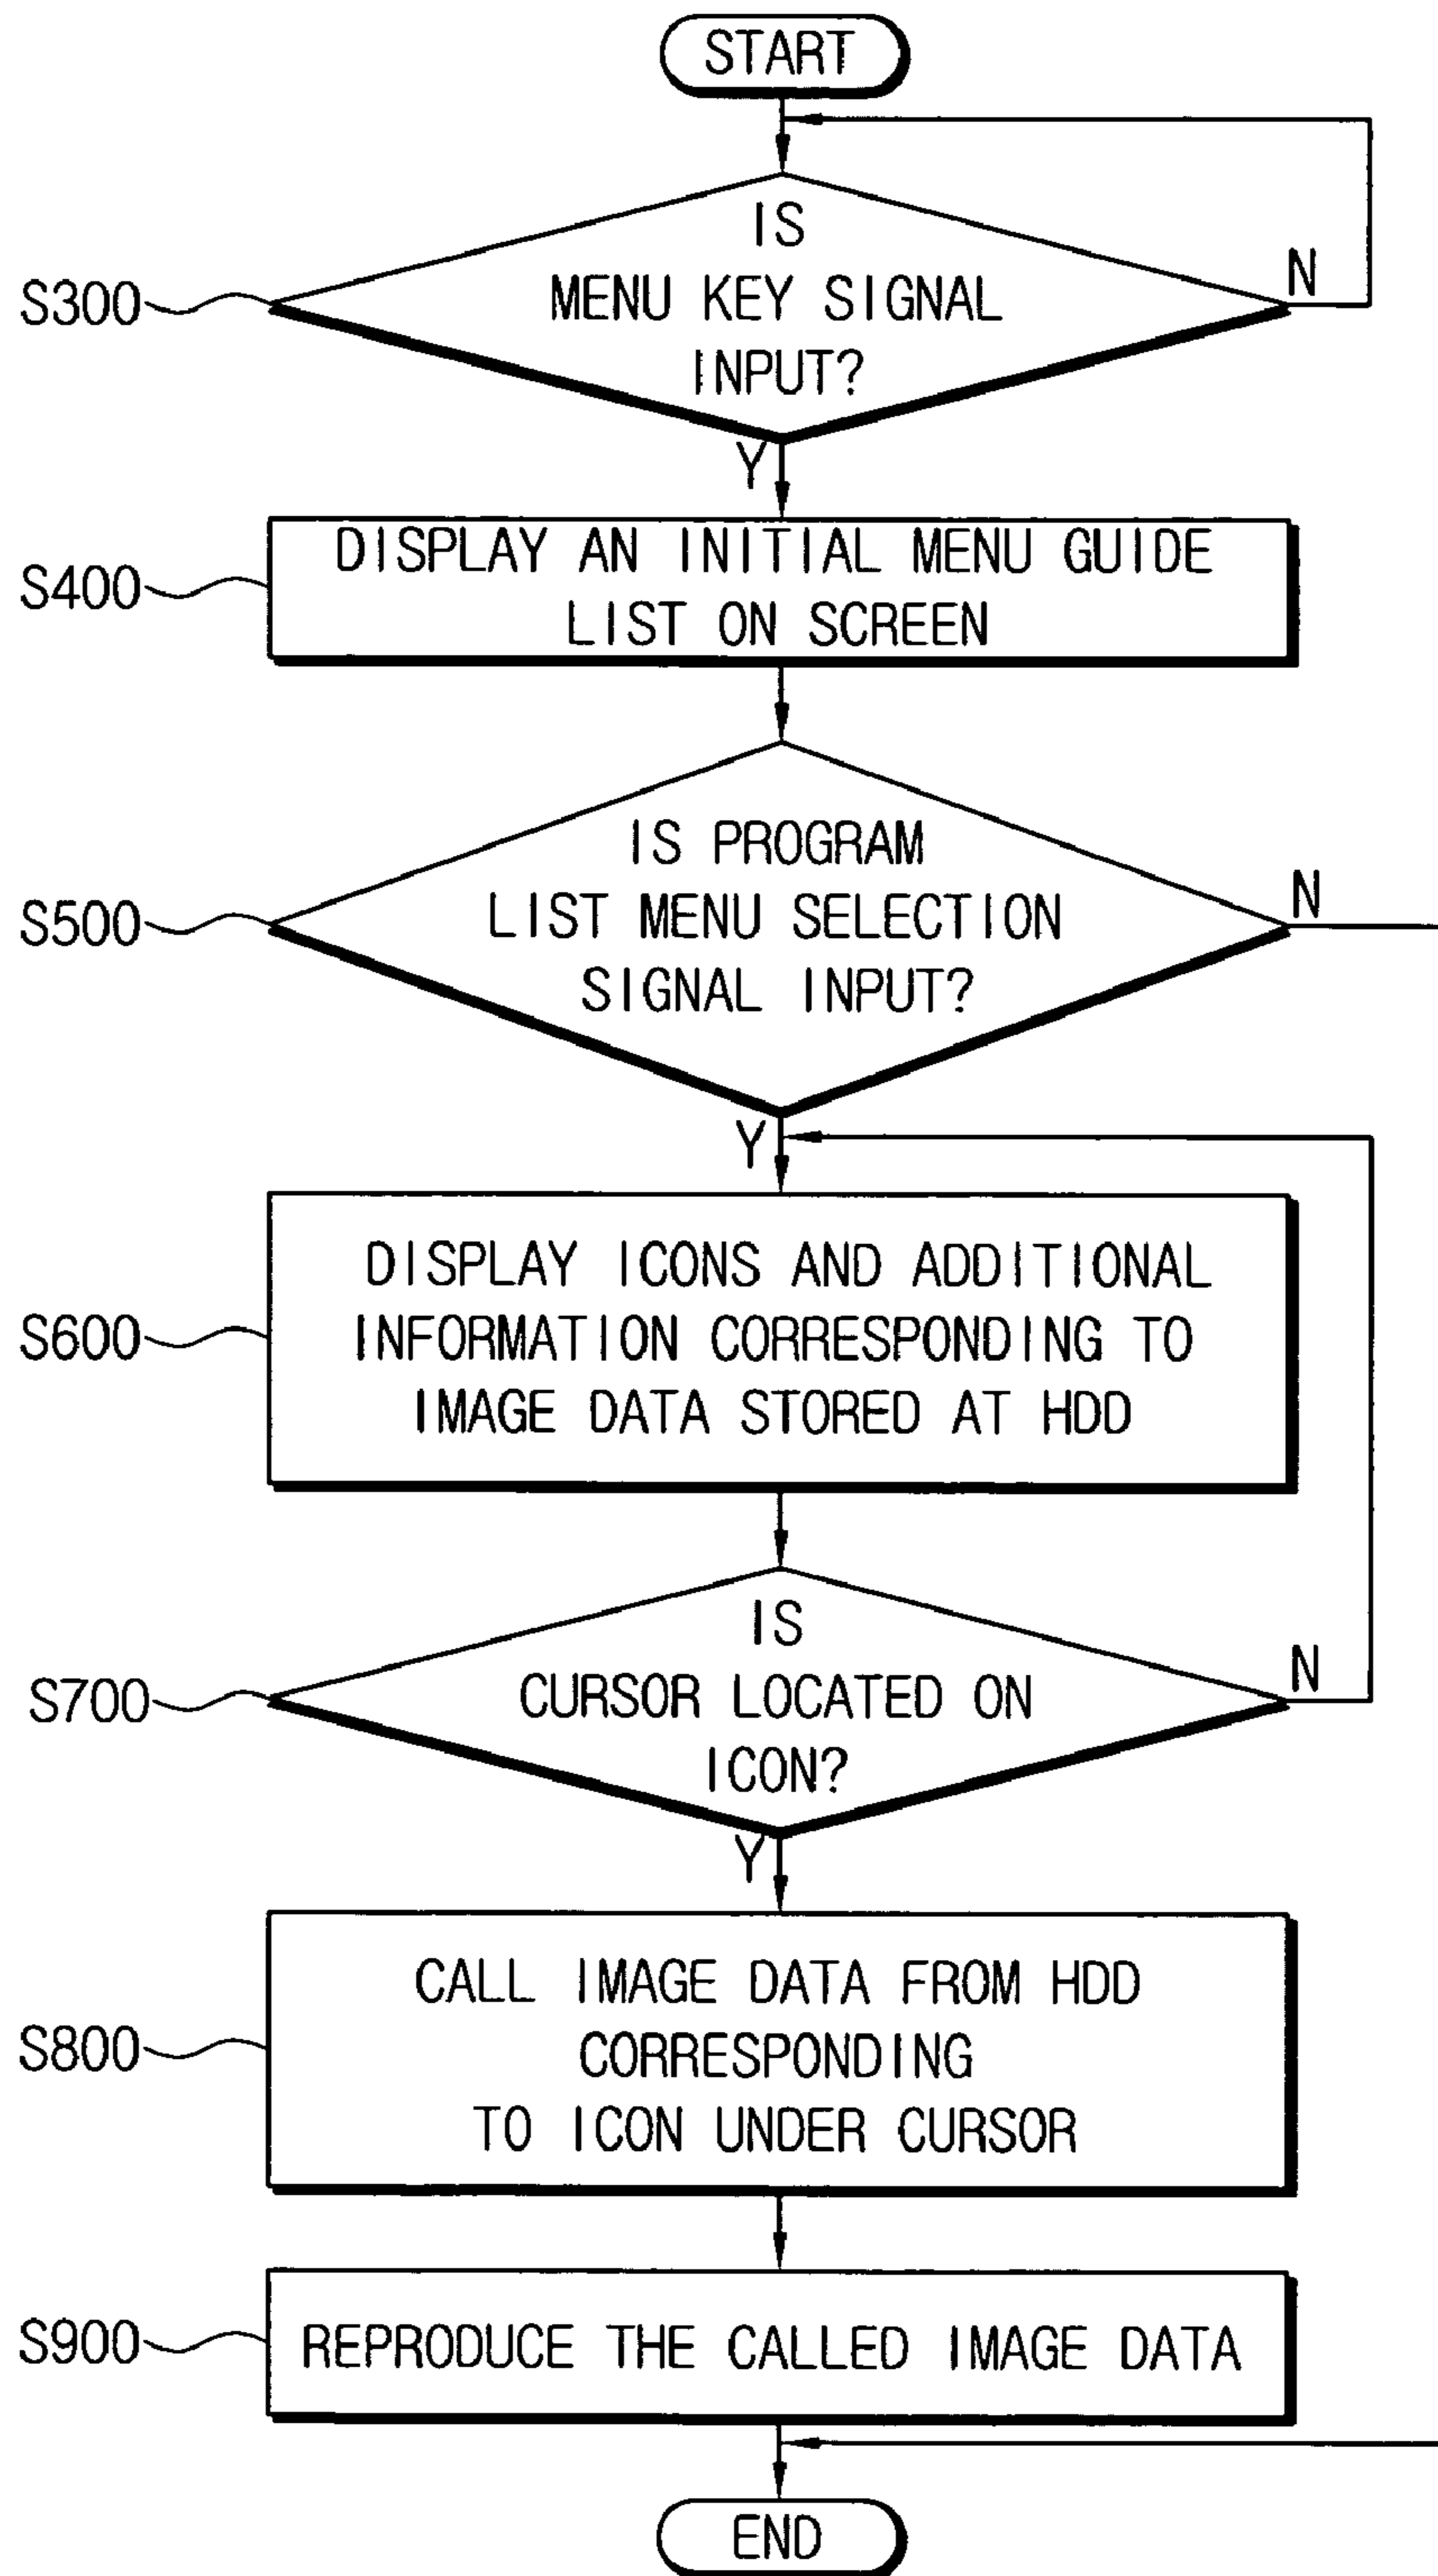 START
IS
MENU KEY SIGNAL
INPUT?
N
S300
Y
DISPLAY AN INITIAL MENU GUIDE
LIST ON SCREEN
S400
IS PROGRAM
LIST MENU SELECTION
SIGNAL INPUT?
N
S500
Y
DISPLAY ICONS AND ADDITIONAL
INFORMATION CORRESPONDING TO
IMAGE DATA STORED AT HDD
S600
IS
CURSOR LOCATED ON
ICON?
N
S700
Y
CALL IMAGE DATA FROM HDD
CORRESPONDING
TO ICON UNDER CURSOR
S800
REPRODUCE THE CALLED IMAGE DATA
S900
END